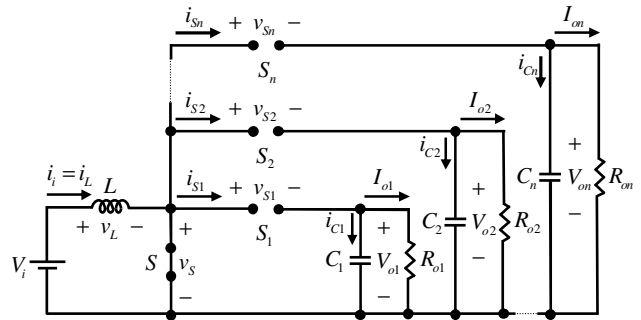 i_Sn + v_Sn − I_on
S_n i_Cn
i_S2 + v_S2 − I_o2
S_2 i_C2 C_n + V_on − R_on
i_i = i_L L i_S1 + v_S1 − I_o1
+ v_L − S_1 i_C1 C_2 + V_o2 − R_o2
V_i S + v_S − C_1 + V_o1 − R_o1